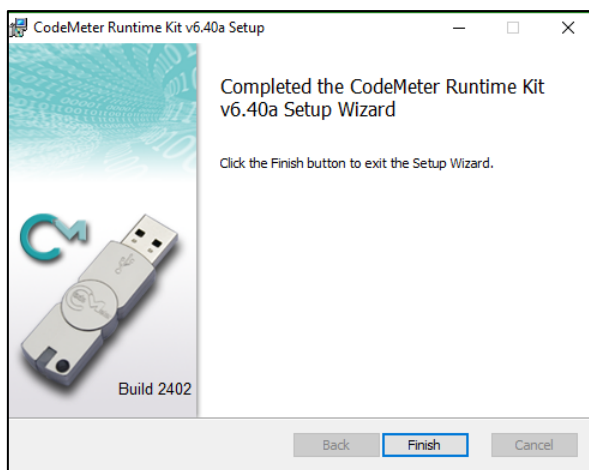 CodeMeter Runtime Kit v6.40a Setup
Completed the CodeMeter Runtime Kit
v6.40a Setup Wizard
Click the Finish button to exit the Setup Wizard.
CM
Build 2402
Back
Finish
Cancel